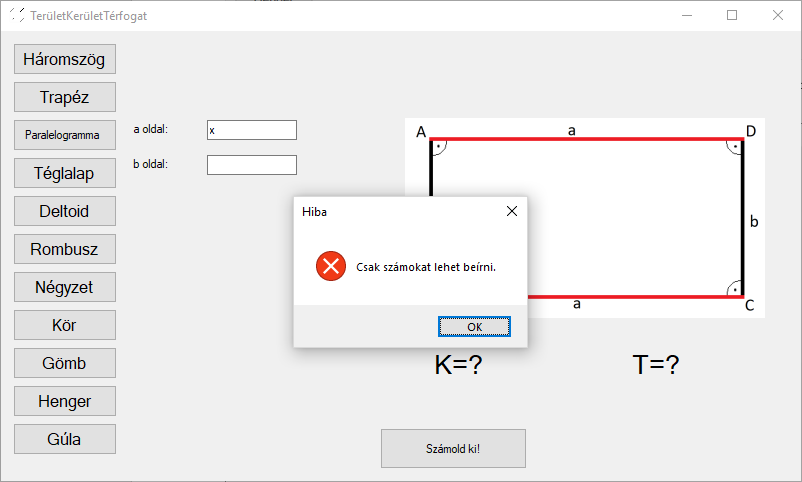 TerületKerületTérfogat
Háromszög
Trapéz
Paralelogramma
Téglalap
Deltoid
Rombusz
Négyzet
Kör
Gömb
Henger
Gúla
a oldal:
x
b oldal:
A
a
D
b
a
C
Hiba
Csak számokat lehet beírni.
OK
K=?
T=?
Számold ki!